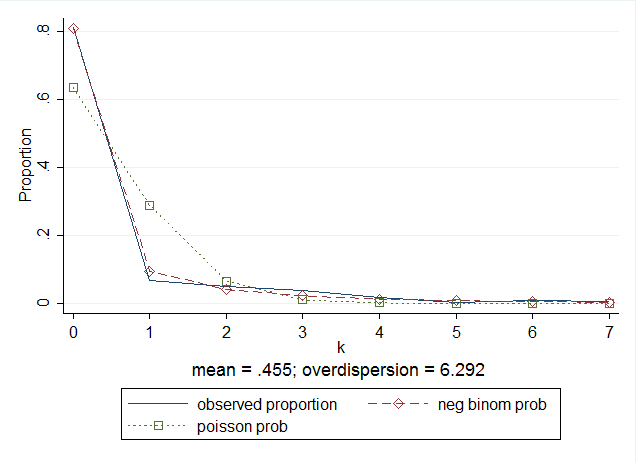 Proportion
.8
.6
.4
.2
0
0 1 2 3 4 5 6 7
k
mean = .455; overdispersion = 6.292
observed proportion neg binom prob
poisson prob